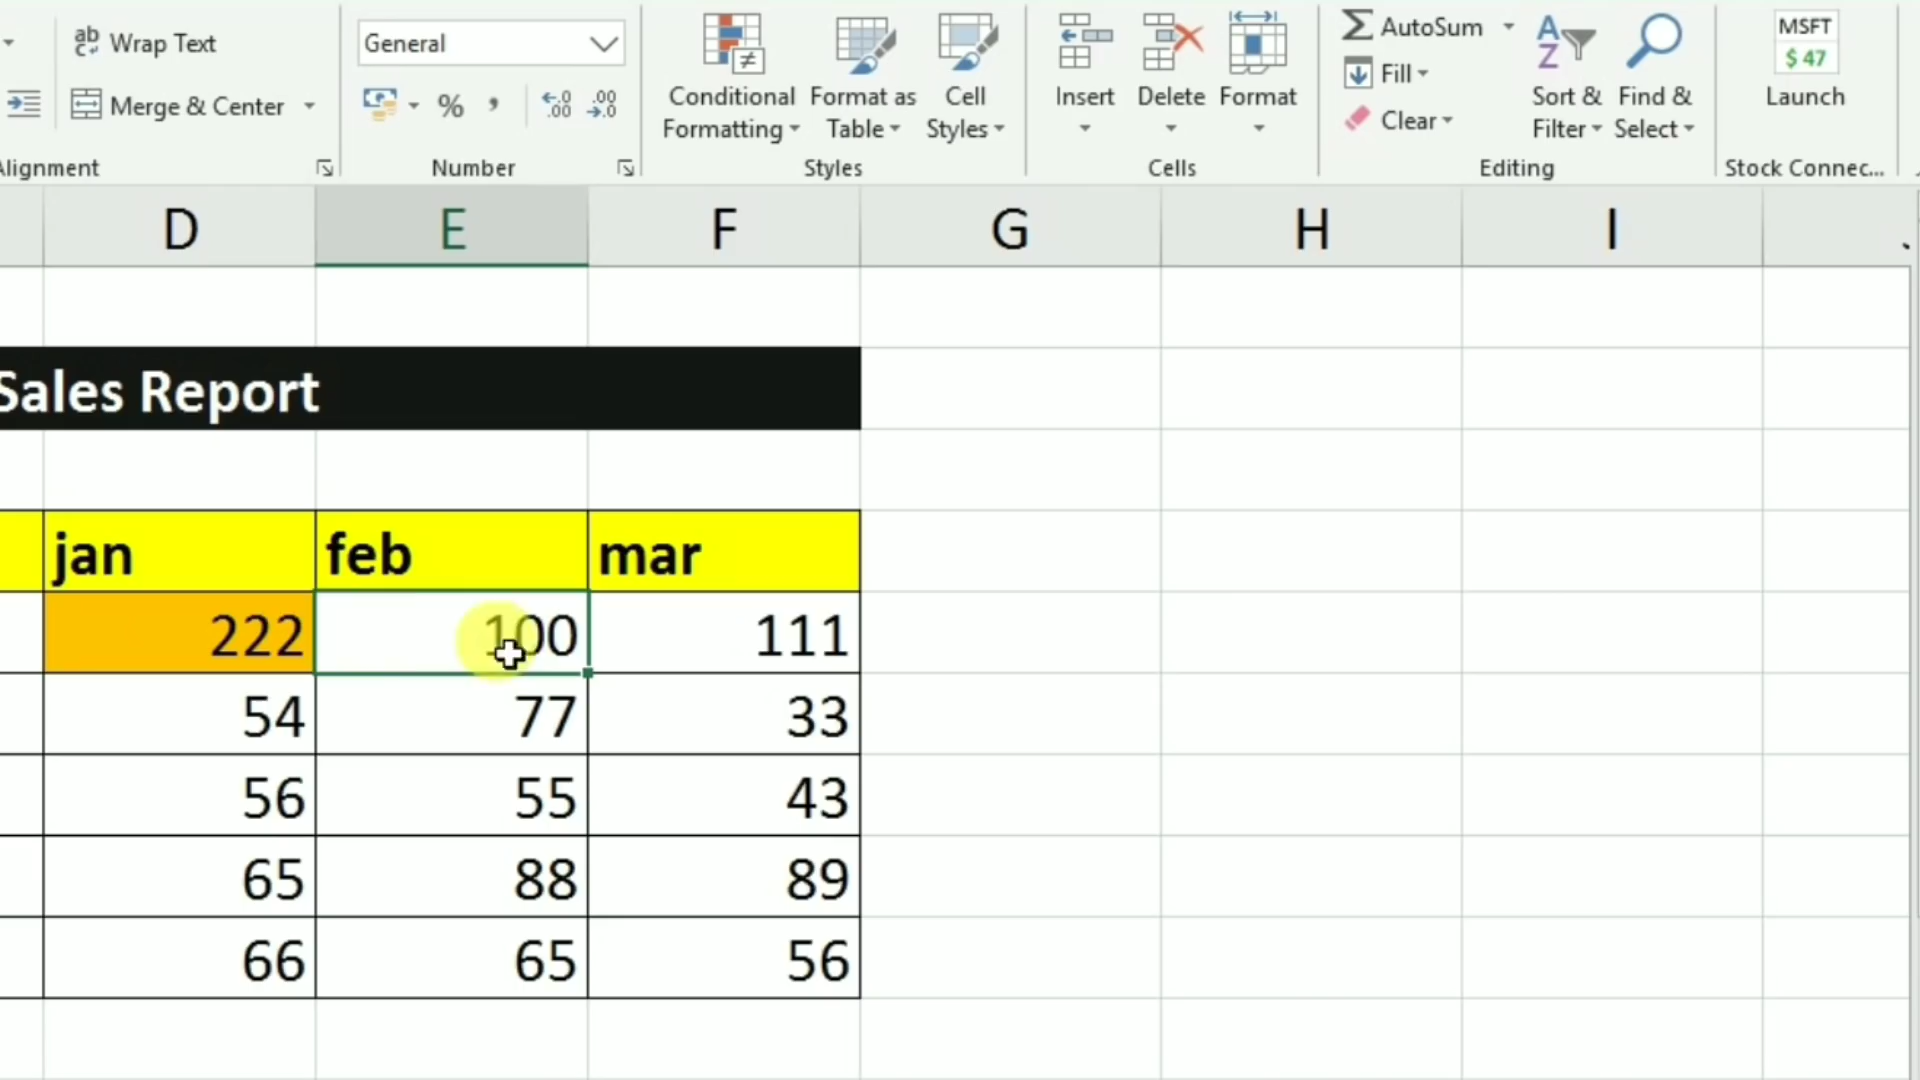 Wrap Text
General
AutoSum
MSFT
$ 47
Fill
Merge & Center
%
Conditional Formatting
Format as Table
Cell Styles
Insert
Delete
Format
Clear
Sort & Filter
Find & Select
Launch
Alignment
Number
Styles
Cells
Editing
Stock Connec...
D E F G H I
Sales Report
jan feb mar
222 100 111
54 77 33
56 55 43
65 88 89
66 65 56